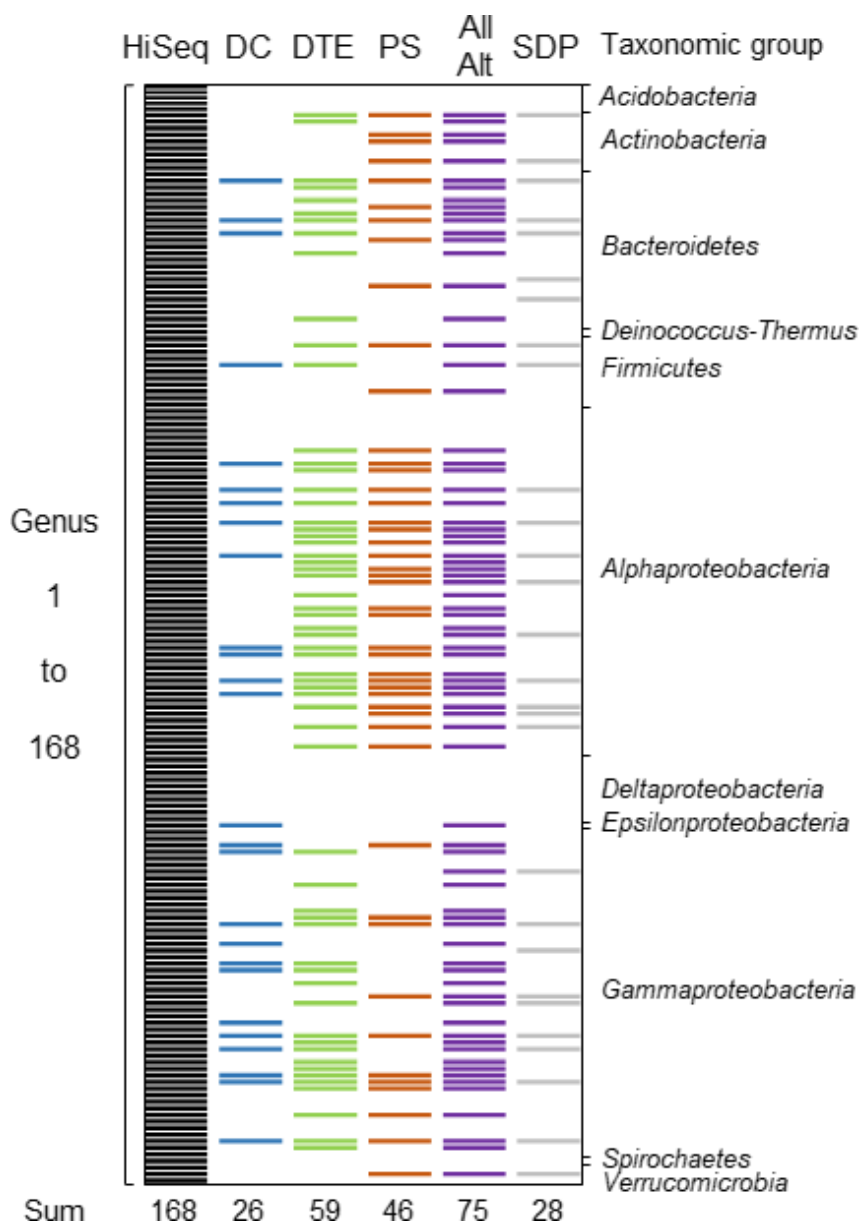 HiSeq DC DTE PS All Alt SDP Taxonomic group
Acidobacteria
Actinobacteria
Bacteroidetes
Deinococcus-Thermus
Firmicutes
Genus
1
to
168
Alphaproteobacteria
Deltaproteobacteria
Epsilonproteobacteria
Gammaproteobacteria
Spirochaetes
Verrucomicrobia
Sum 168 26 59 46 75 28